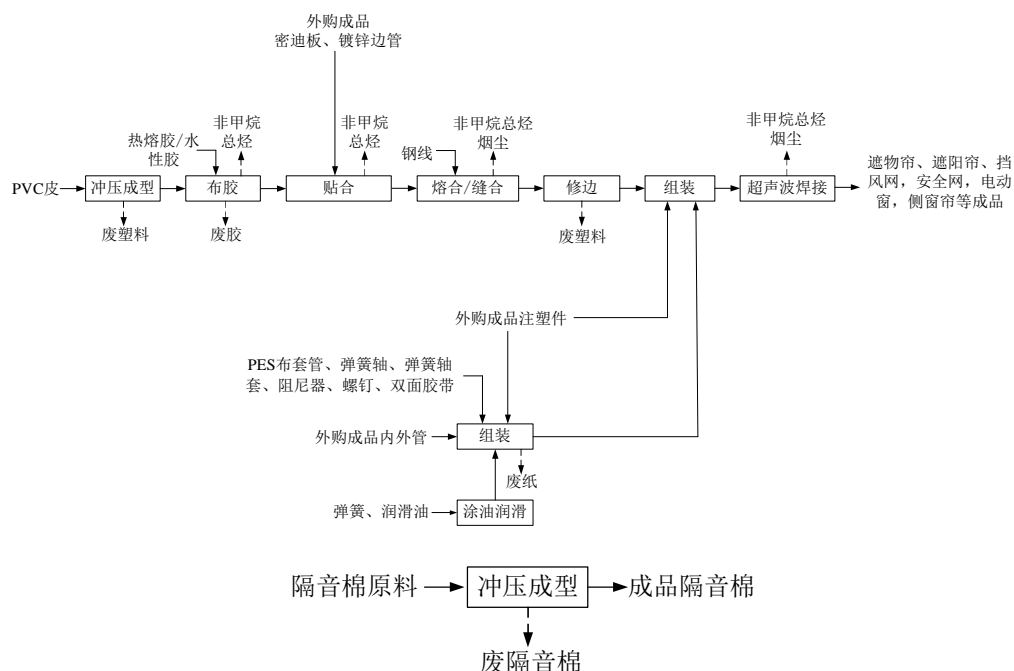 外购成品
密迪板、镀锌边管
热熔胶/水
性胶
非甲烷
总烃
非甲烷
总烃
钢线
非甲烷总烃
烟尘
非甲烷总烃
烟尘
PVC皮
冲压成型
布胶
贴合
熔合/缝合
修边
组装
超声波焊接
遮物帘、遮阳帘、挡
风网，安全网，电动
窗，侧窗帘等成品
废塑料
废胶
废塑料
外购成品注塑件
PES布套管、弹簧轴、弹簧轴
套、阻尼器、螺钉、双面胶带
外购成品内外管
组装
废纸
弹簧、润滑油
涂油润滑
隔音棉原料
冲压成型
成品隔音棉
废隔音棉